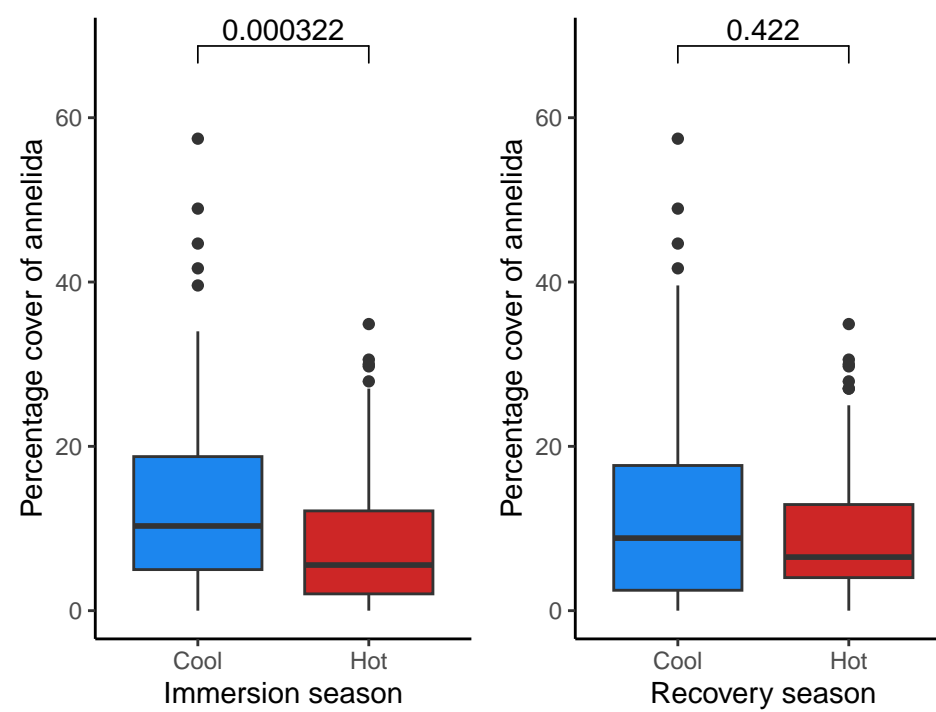 0.000322
60
40
20
0
Percentage cover of annelida
Cool Hot
Immersion season
0.422
60
40
20
0
Percentage cover of annelida
Cool Hot
Recovery season